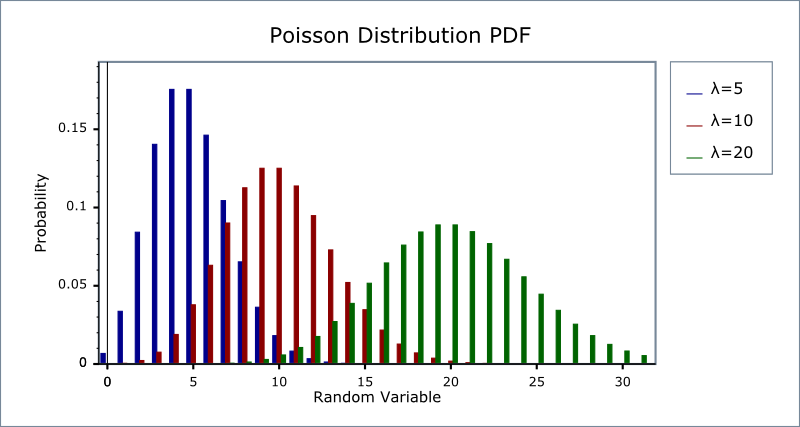 Poisson Distribution PDF
λ=5
λ=10
λ=20
Probability
0.15
0.1
0.05
0
0 5 10 15 20 25 30
Random Variable